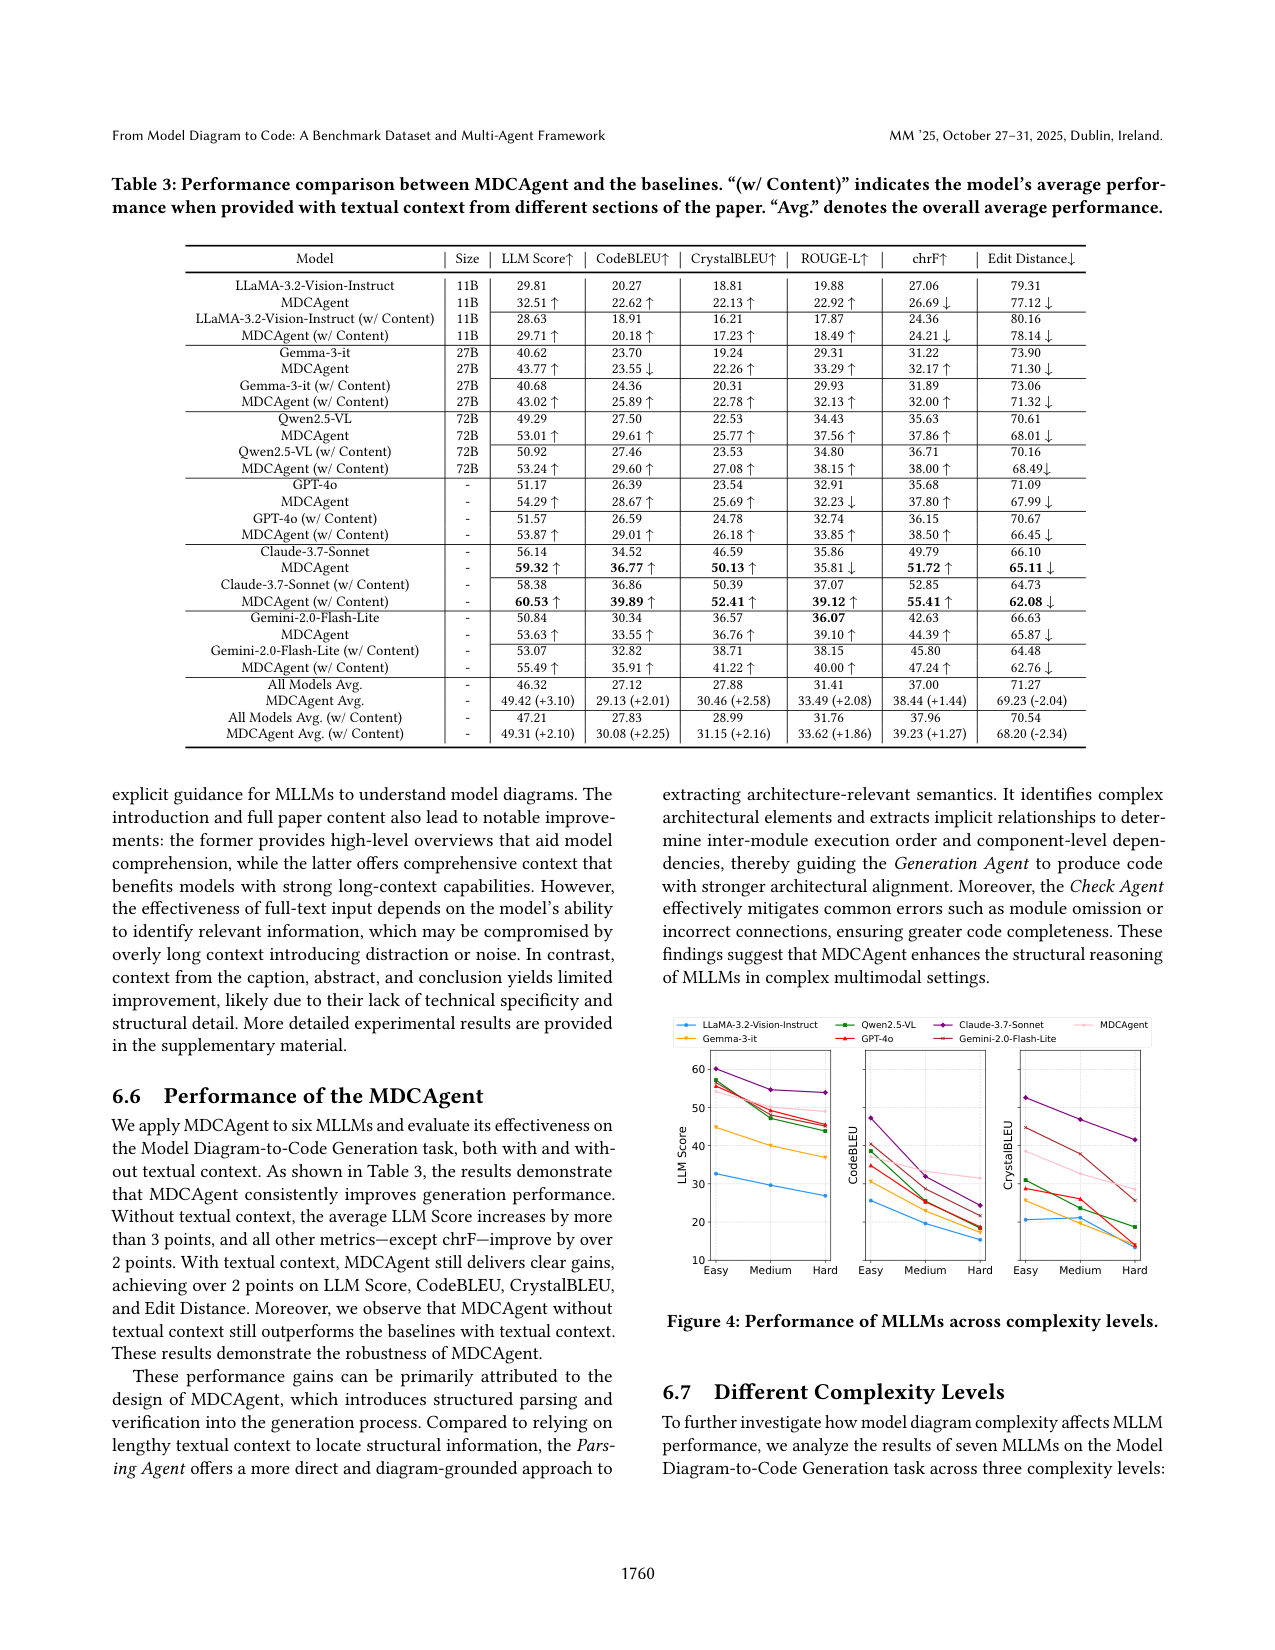 From Model Diagram to Code: A Benchmark Dataset and Multi-Agent Framework
MM ’25, October 27–31, 2025, Dublin, Ireland.
Table 3: Performance comparison between MDCAgent and the baselines. “(w/ Content)” indicates the model’s average perfor-
mance when provided with textual context from different sections of the paper. “Avg.” denotes the overall average performance.
Model Size LLM Score↑ CodeBLEU↑ CrystalBLEU↑ ROUGE-L↑ chrF↑ Edit Distance↓
LLaMA-3.2-Vision-Instruct 11B 29.81 20.27 18.81 19.88 27.06 79.31
MDCAgent 11B 32.51 ↑ 22.62 ↑ 22.13 ↑ 22.92 ↑ 26.69 ↓ 77.12 ↓
LLaMA-3.2-Vision-Instruct (w/ Content) 11B 28.63 18.91 16.21 17.87 24.36 80.16
MDCAgent (w/ Content) 11B 29.71 ↑ 20.18 ↑ 17.23 ↑ 18.49 ↑ 24.21 ↓ 78.14 ↓
Gemma-3-it 27B 40.62 23.70 19.24 29.31 31.22 73.90
MDCAgent 27B 43.77 ↑ 23.55 ↓ 22.26 ↑ 33.29 ↑ 32.17 ↑ 71.30 ↓
Gemma-3-it (w/ Content) 27B 40.68 24.36 20.31 29.93 31.89 73.06
MDCAgent (w/ Content) 27B 43.02 ↑ 25.89 ↑ 22.78 ↑ 32.13 ↑ 32.00 ↑ 71.32 ↓
Qwen2.5-VL 72B 49.29 27.50 22.53 34.43 35.63 70.61
MDCAgent 72B 53.01 ↑ 29.61 ↑ 25.77 ↑ 37.56 ↑ 37.86 ↑ 68.01 ↓
Qwen2.5-VL (w/ Content) 72B 50.92 27.46 23.53 34.80 36.71 70.16
MDCAgent (w/ Content) 72B 53.24 ↑ 29.60 ↑ 27.08 ↑ 38.15 ↑ 38.00 ↑ 68.49↓
GPT-4o - 51.17 26.39 23.54 32.91 35.68 71.09
MDCAgent - 54.29 ↑ 28.67 ↑ 25.69 ↑ 32.23 ↓ 37.80 ↑ 67.99 ↓
GPT-4o (w/ Content) - 51.57 26.59 24.78 32.74 36.15 70.67
MDCAgent (w/ Content) - 53.87 ↑ 29.01 ↑ 26.18 ↑ 33.85 ↑ 38.50 ↑ 66.45 ↓
Claude-3.7-Sonnet - 56.14 34.52 46.59 35.86 49.79 66.10
MDCAgent - 59.32 ↑ 36.77 ↑ 50.13 ↑ 35.81 ↓ 51.72 ↑ 65.11 ↓
Claude-3.7-Sonnet (w/ Content) - 58.38 36.86 50.39 37.07 52.85 64.73
MDCAgent (w/ Content) - 60.53 ↑ 39.89 ↑ 52.41 ↑ 39.12 ↑ 55.41 ↑ 62.08 ↓
Gemini-2.0-Flash-Lite - 50.84 30.34 36.57 36.07 42.63 66.63
MDCAgent - 53.63 ↑ 33.55 ↑ 36.76 ↑ 39.10 ↑ 44.39 ↑ 65.87 ↓
Gemini-2.0-Flash-Lite (w/ Content) - 53.07 32.82 38.71 38.15 45.80 64.48
MDCAgent (w/ Content) - 55.49 ↑ 35.91 ↑ 41.22 ↑ 40.00 ↑ 47.24 ↑ 62.76 ↓
All Models Avg. - 46.32 27.12 27.88 31.41 37.00 71.27
MDCAgent Avg. - 49.42 (+3.10) 29.13 (+2.01) 30.46 (+2.58) 33.49 (+2.08) 38.44 (+1.44) 69.23 (-2.04)
All Models Avg. (w/ Content) - 47.21 27.83 28.99 31.76 37.96 70.54
MDCAgent Avg. (w/ Content) - 49.31 (+2.10) 30.08 (+2.25) 31.15 (+2.16) 33.62 (+1.86) 39.23 (+1.27) 68.20 (-2.34)
explicit guidance for MLLMs to understand model diagrams. The
introduction and full paper content also lead to notable improve-
ments: the former provides high-level overviews that aid model
comprehension, while the latter offers comprehensive context that
benefits models with strong long-context capabilities. However,
the effectiveness of full-text input depends on the model’s ability
to identify relevant information, which may be compromised by
overly long context introducing distraction or noise. In contrast,
context from the caption, abstract, and conclusion yields limited
improvement, likely due to their lack of technical specificity and
structural detail. More detailed experimental results are provided
in the supplementary material.
6.6 Performance of the MDCAgent
We apply MDCAgent to six MLLMs and evaluate its effectiveness on
the Model Diagram-to-Code Generation task, both with and with-
out textual context. As shown in Table 3, the results demonstrate
that MDCAgent consistently improves generation performance.
Without textual context, the average LLM Score increases by more
than 3 points, and all other metrics—except chrF—improve by over
2 points. With textual context, MDCAgent still delivers clear gains,
achieving over 2 points on LLM Score, CodeBLEU, CrystalBLEU,
and Edit Distance. Moreover, we observe that MDCAgent without
textual context still outperforms the baselines with textual context.
These results demonstrate the robustness of MDCAgent.
These performance gains can be primarily attributed to the
design of MDCAgent, which introduces structured parsing and
verification into the generation process. Compared to relying on
lengthy textual context to locate structural information, the Pars-
ing Agent offers a more direct and diagram-grounded approach to
extracting architecture-relevant semantics. It identifies complex
architectural elements and extracts implicit relationships to deter-
mine inter-module execution order and component-level depen-
dencies, thereby guiding the Generation Agent to produce code
with stronger architectural alignment. Moreover, the Check Agent
effectively mitigates common errors such as module omission or
incorrect connections, ensuring greater code completeness. These
findings suggest that MDCAgent enhances the structural reasoning
of MLLMs in complex multimodal settings.
LLaMA-3.2-Vision-Instruct Qwen2.5-VL Claude-3.7-Sonnet MDCAgent
Gemma-3-it GPT-4o Gemini-2.0-Flash-Lite
LLM Score
60
50
40
30
20
10
Easy Medium Hard
CodeBLEU
Easy Medium Hard
CrystalBLEU
Easy Medium Hard
Figure 4: Performance of MLLMs across complexity levels.
6.7 Different Complexity Levels
To further investigate how model diagram complexity affects MLLM
performance, we analyze the results of seven MLLMs on the Model
Diagram-to-Code Generation task across three complexity levels:
1760